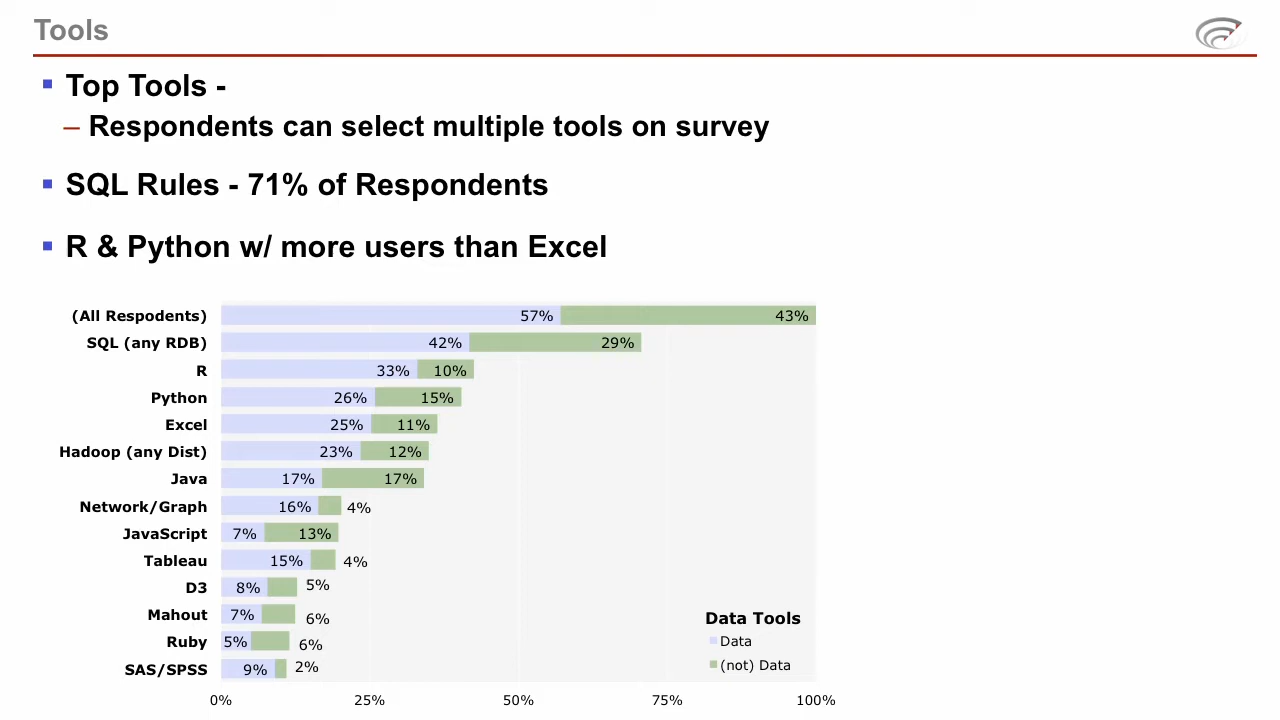 Tools
▪ Top Tools -
– Respondents can select multiple tools on survey
▪ SQL Rules - 71% of Respondents
▪ R & Python w/ more users than Excel
(All Respodents) 57% 43%
SQL (any RDB) 42% 29%
R 33% 10%
Python 26% 15%
Excel 25% 11%
Hadoop (any Dist) 23% 12%
Java 17% 17%
Network/Graph 16% 4%
JavaScript 7% 13%
Tableau 15% 4%
D3 8% 5%
Mahout 7% 6%
Ruby 5% 6%
SAS/SPSS 9% 2%
Data Tools
Data
(not) Data
0% 25% 50% 75% 100%